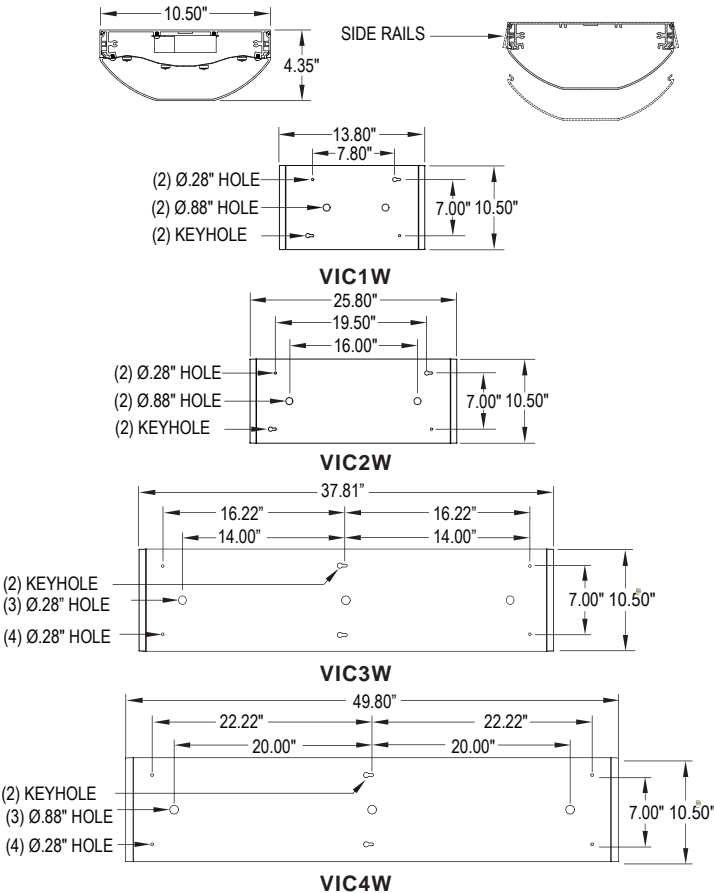 10.50"
4.35"
SIDE RAILS
13.80"
7.80"
(2) Ø.28" HOLE
(2) Ø.88" HOLE
(2) KEYHOLE
7.00" 10.50"
VIC1W
25.80"
19.50"
16.00"
(2) Ø.28" HOLE
(2) Ø.88" HOLE
(2) KEYHOLE
7.00" 10.50"
VIC2W
37.81”
16.22" 16.22"
14.00" 14.00"
(2) KEYHOLE
(3) Ø.28” HOLE
(4) Ø.28" HOLE
7.00" 10.50"
VIC3W
49.80”
22.22" 22.22"
20.00" 20.00"
(2) KEYHOLE
(3) Ø.88" HOLE
(4) Ø.28" HOLE
7.00" 10.50"
VIC4W